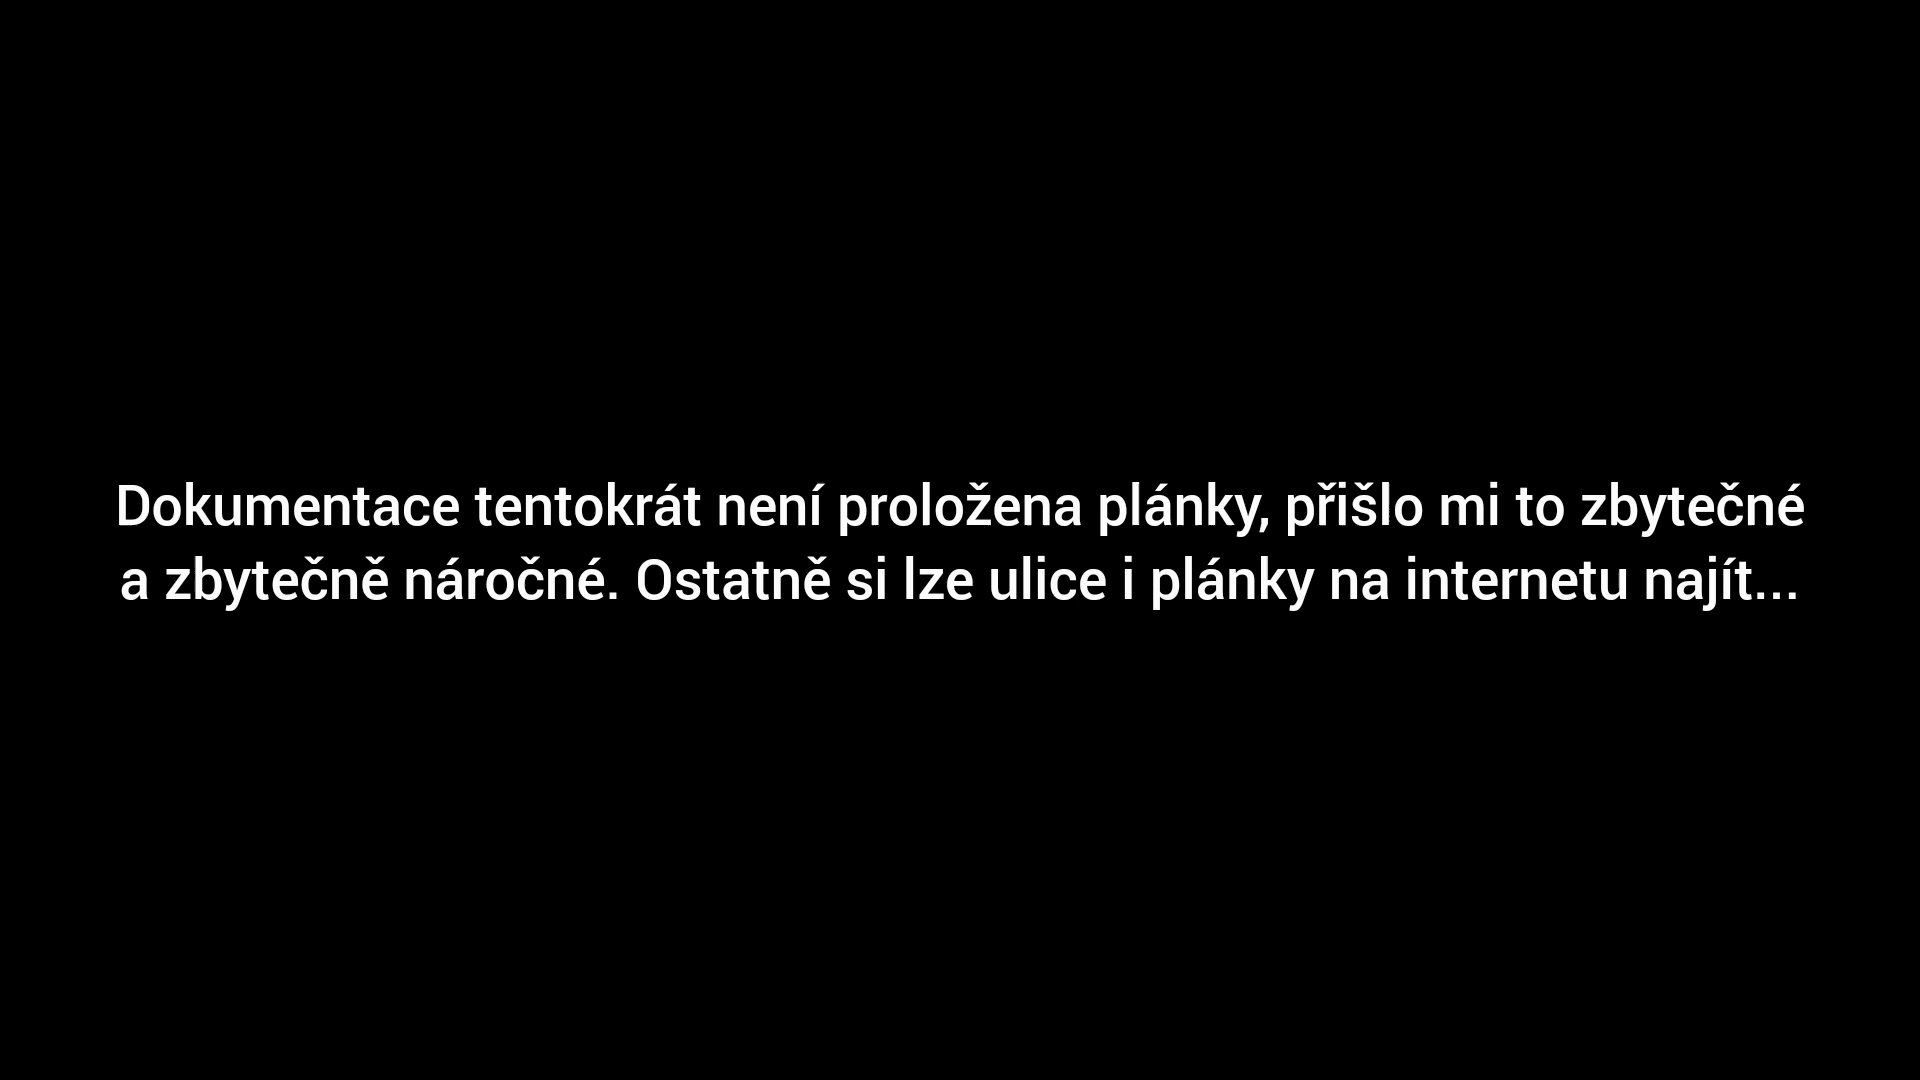 Dokumentace tentokrát není proložena plánky, přišlo mi to zbytečné
a zbytečně náročné. Ostatně si lze ulice i plánky na internetu najít...